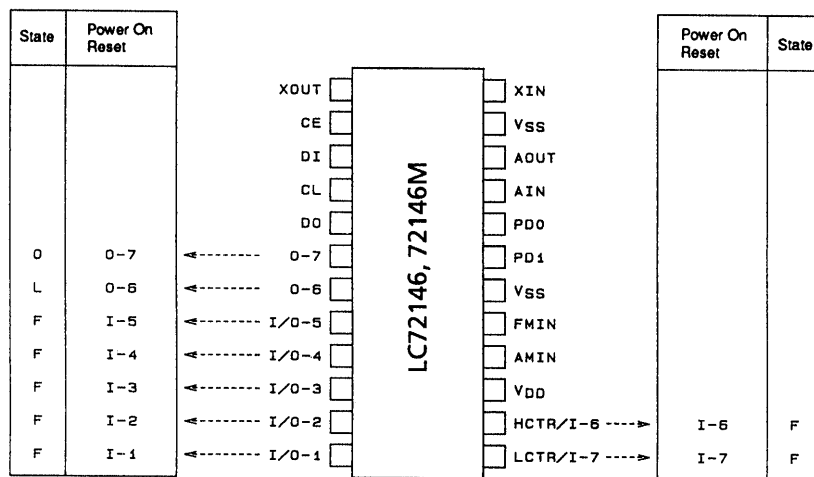 State Power On Reset
XOUT
CE
DI
CL
DO
O O-7 O-7
L O-6 O-6
F I-5 I/O-5
F I-4 I/O-4
F I-3 I/O-3
F I-2 I/O-2
F I-1 I/O-1
LC72146, 72146M
XIN
VSS
AOUT
AIN
PD0
PD1
VSS
FMIN
AMIN
VDD
HCTR/I-6 I-6 F
LCTR/I-7 I-7 F
Power On Reset State